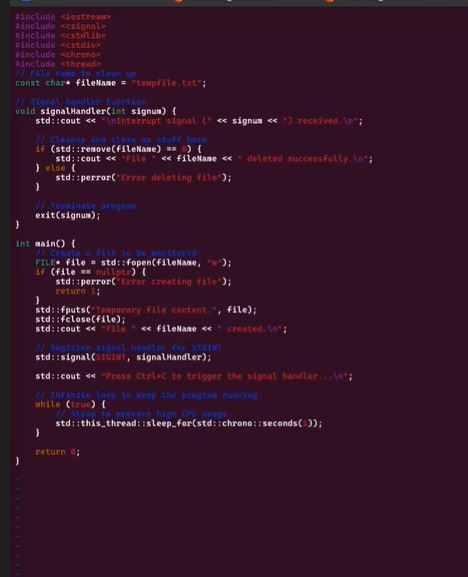 #include <iostream>
#include <csignal>
#include <cstdlib>
#include <cstdio>
#include <chrono>
#include <thread>
// File name to clean up
const char* fileName = "tempfile.txt";

// Signal handler function
void signalHandler(int signum) {
    std::cout << "\nInterrupt signal (" << signum << ") received.\n";

    // Cleanup and close up stuff here
    if (std::remove(fileName) == 0) {
        std::cout << "File " << fileName << " deleted successfully.\n";
    } else {
        std::perror("Error deleting file");
    }

    // Terminate program
    exit(signum);
}

int main() {
    // Create a file to be monitored
    FILE* file = std::fopen(fileName, "w");
    if (file == nullptr) {
        std::perror("Error creating file");
        return 1;
    }
    std::fputs("Temporary file content.", file);
    std::fclose(file);
    std::cout << "File " << fileName << " created.\n";

    // Register signal handler for SIGINT
    std::signal(SIGINT, signalHandler);

    std::cout << "Press Ctrl+C to trigger the signal handler...\n";

    // Infinite loop to keep the program running
    while (true) {
        // Sleep to prevent high CPU usage
        std::this_thread::sleep_for(std::chrono::seconds(1));
    }

    return 0;
}
~
~
~
~
~
~
~
~
~
~
~